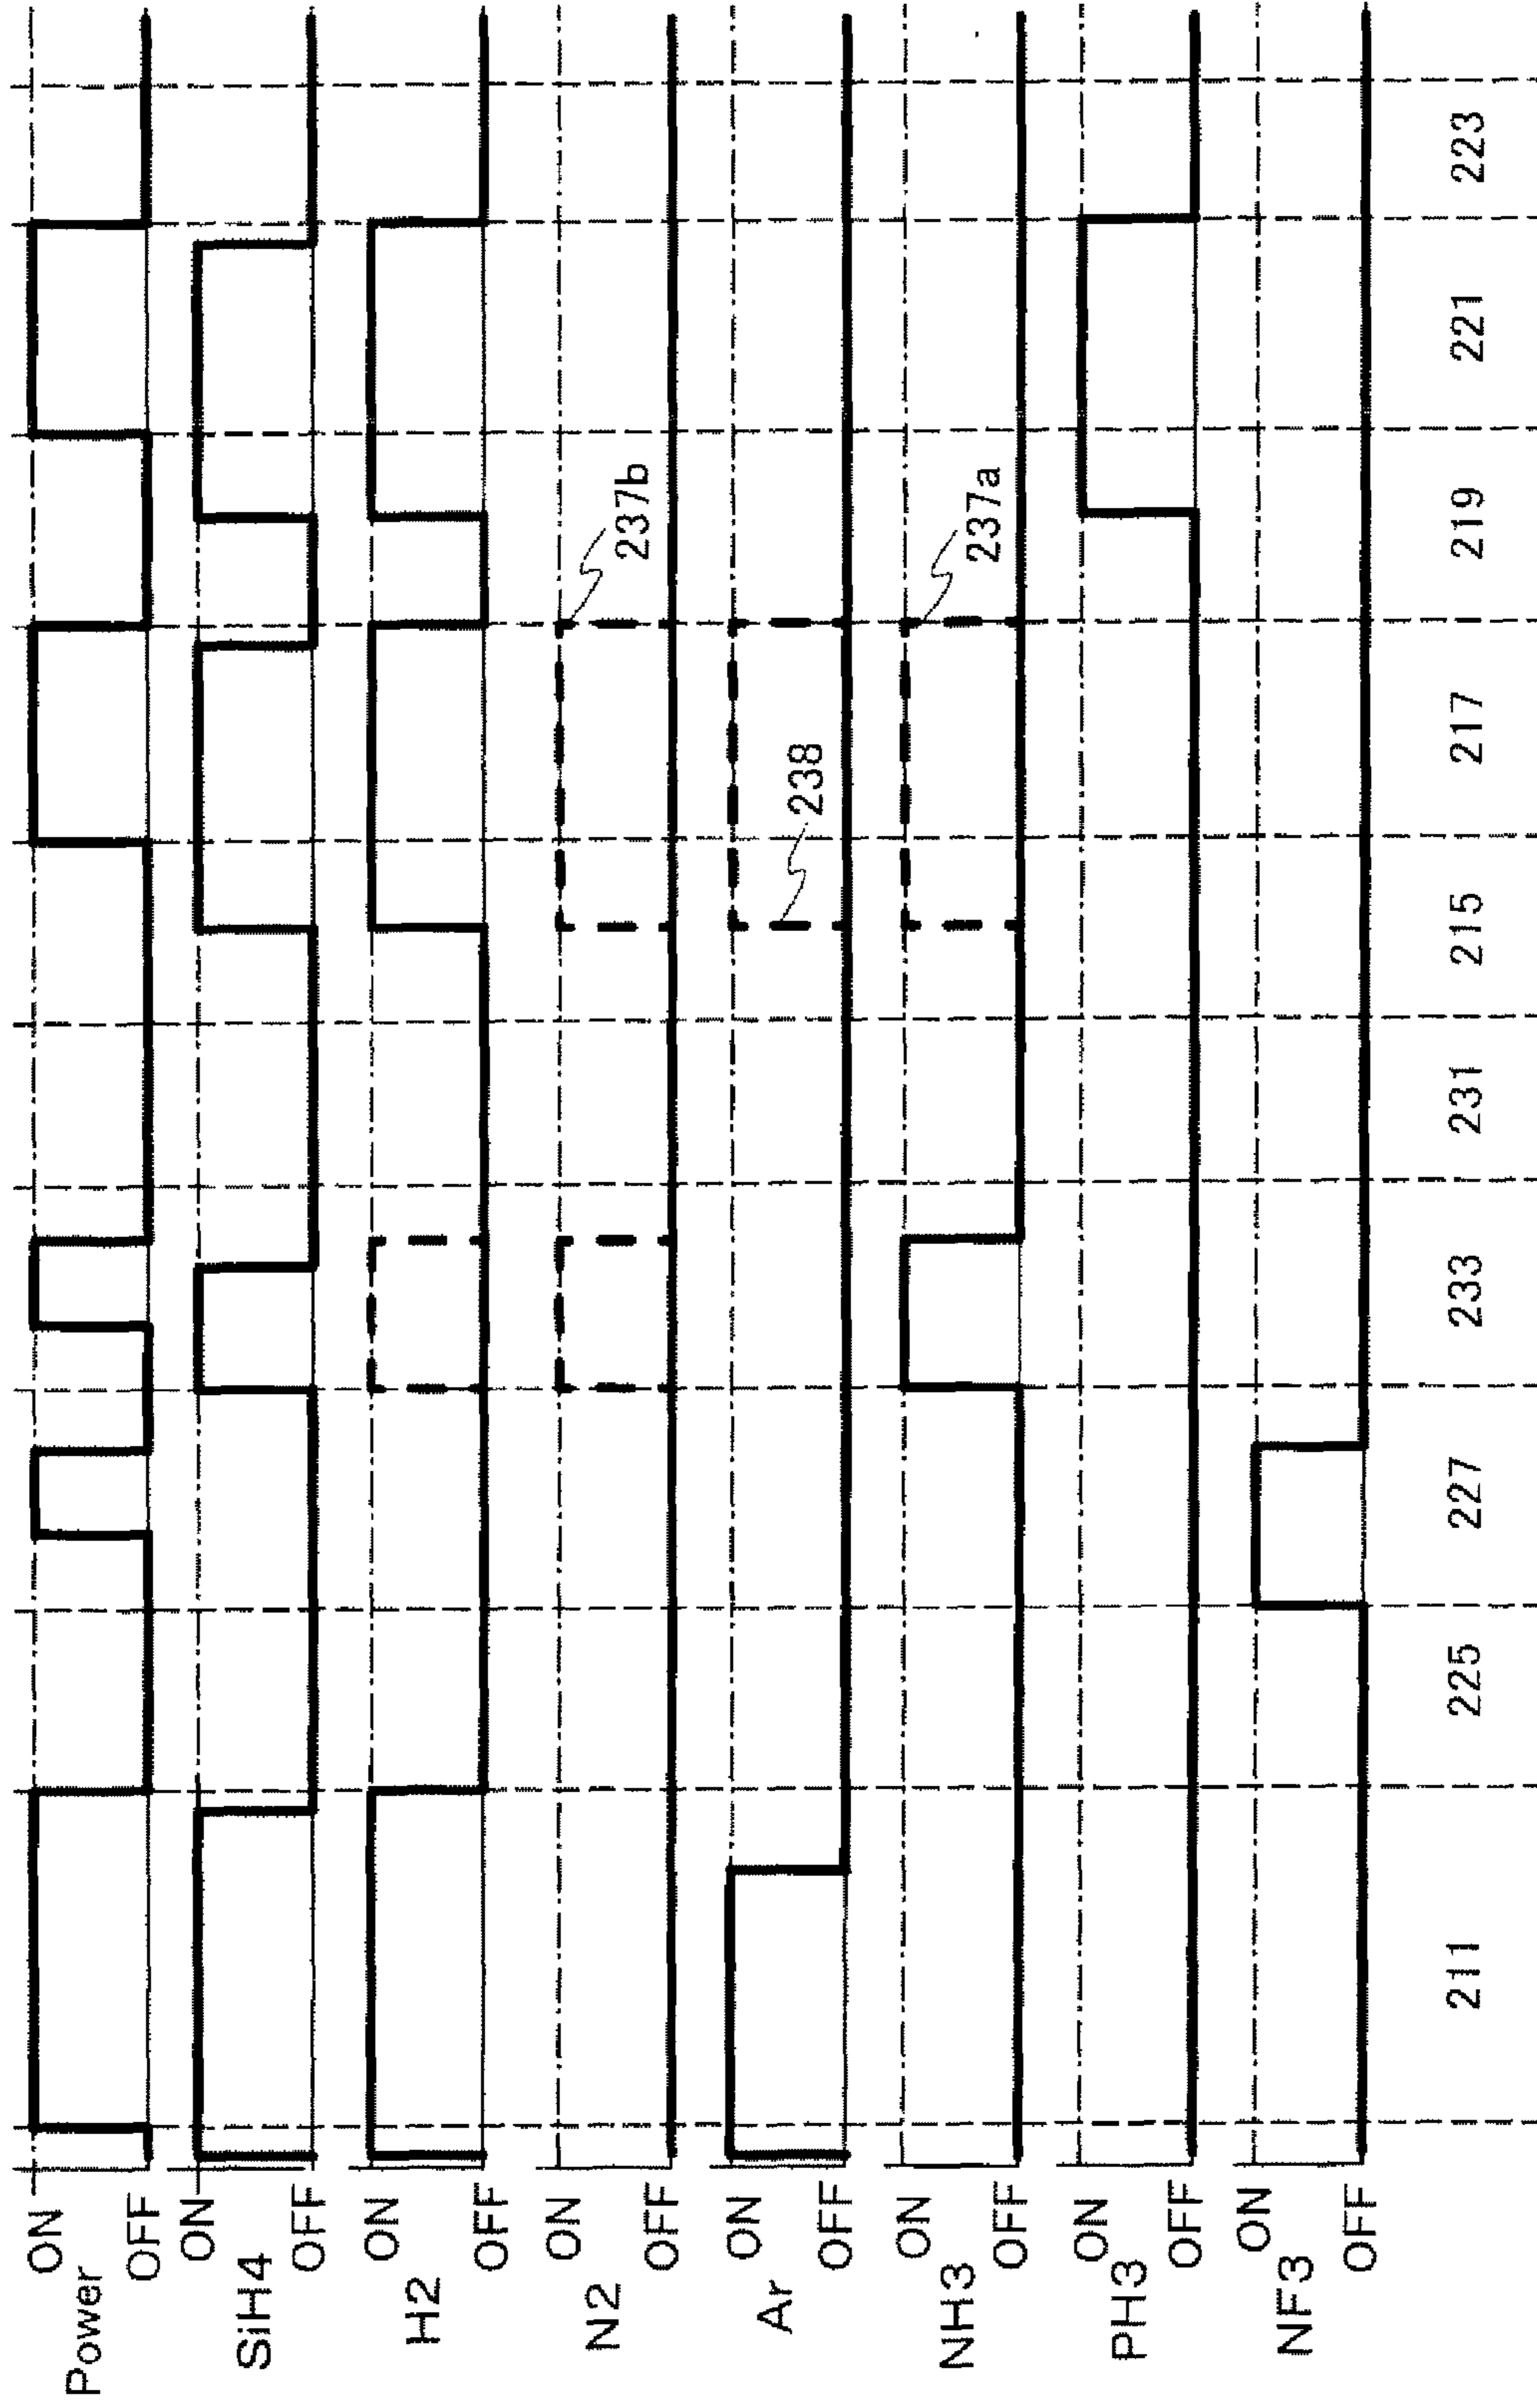 Power
ON
OFF
SiH4
ON
OFF
H2
ON
OFF
N2
ON
OFF
237b
Ar
ON
OFF
238
NH3
ON
OFF
237a
PH3
ON
OFF
NF3
ON
OFF
211 225 227 233 231 215 217 219 221 223